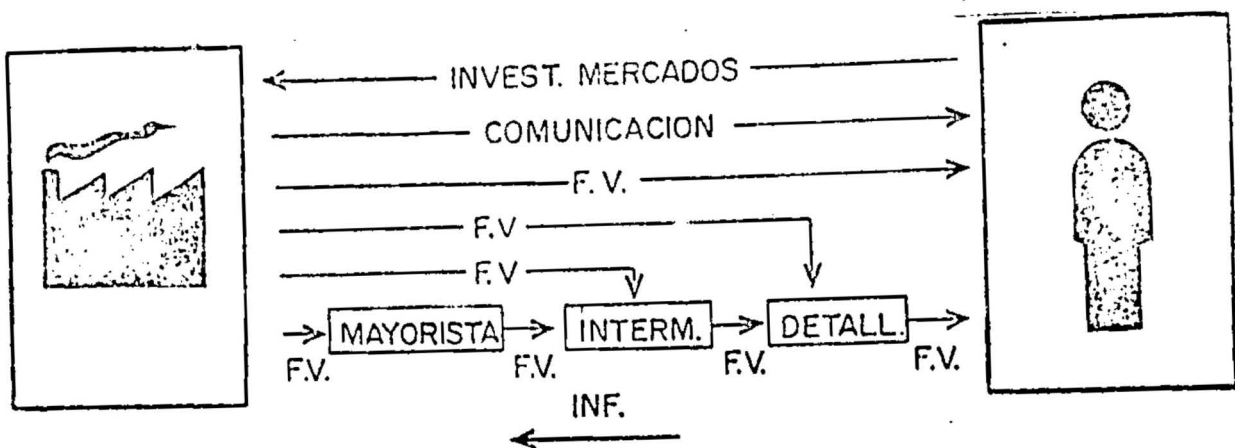 INVEST. MERCADOS
COMUNICACION
F. V.
F.V
F.V
MAYORISTA INTERM. DETALL.
F.V. F.V. F.V. F.V.
INF.